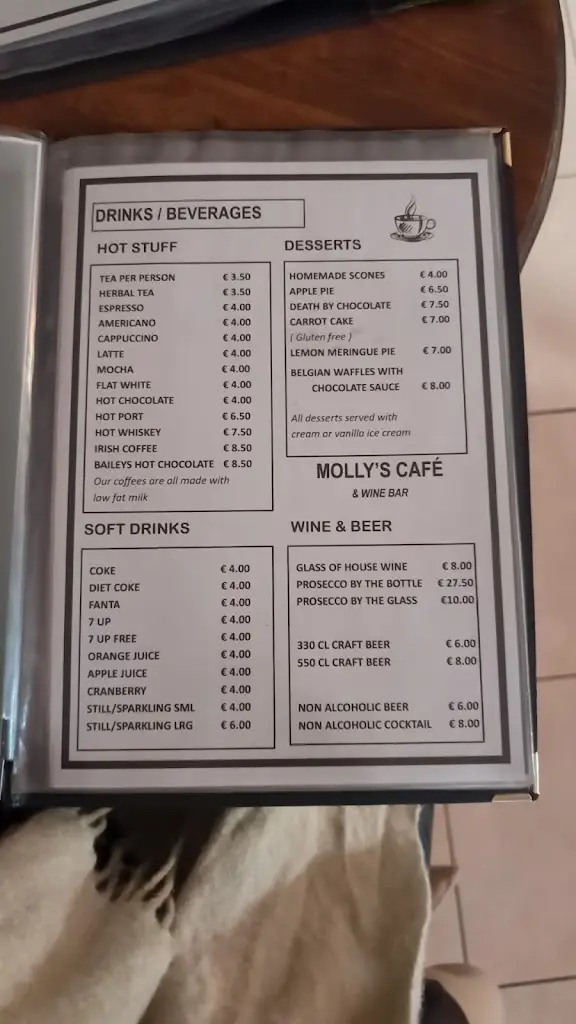 DRINKS / BEVERAGES
HOT STUFF
TEA PER PERSON € 3.50
HERBAL TEA € 3.50
ESPRESSO € 4.00
AMERICANO € 4.00
CAPPUCCINO € 4.00
LATTE € 4.00
MOCHA € 4.00
FLAT WHITE € 4.00
HOT CHOCOLATE € 4.00
HOT PORT € 6.50
HOT WHISKEY € 7.50
IRISH COFFEE € 8.50
BAILEYS HOT CHOCOLATE € 8.50
Our coffees are all made with
low fat milk
DESSERTS
HOMEMADE SCONES € 4.00
APPLE PIE € 6.50
DEATH BY CHOCOLATE € 7.50
CARROT CAKE € 7.00
( Gluten free )
LEMON MERINGUE PIE € 7.00
BELGIAN WAFFLES WITH
CHOCOLATE SAUCE € 8.00
All desserts served with
cream or vanilla ice cream
MOLLY'S CAFÉ
& WINE BAR
SOFT DRINKS
COKE € 4.00
DIET COKE € 4.00
FANTA € 4.00
7 UP € 4.00
7 UP FREE € 4.00
ORANGE JUICE € 4.00
APPLE JUICE € 4.00
CRANBERRY € 4.00
STILL/SPARKLING SML € 4.00
STILL/SPARKLING LRG € 6.00
WINE & BEER
GLASS OF HOUSE WINE € 8.00
PROSECCO BY THE BOTTLE € 27.50
PROSECCO BY THE GLASS €10.00
330 CL CRAFT BEER € 6.00
550 CL CRAFT BEER € 8.00
NON ALCOHOLIC BEER € 6.00
NON ALCOHOLIC COCKTAIL € 8.00